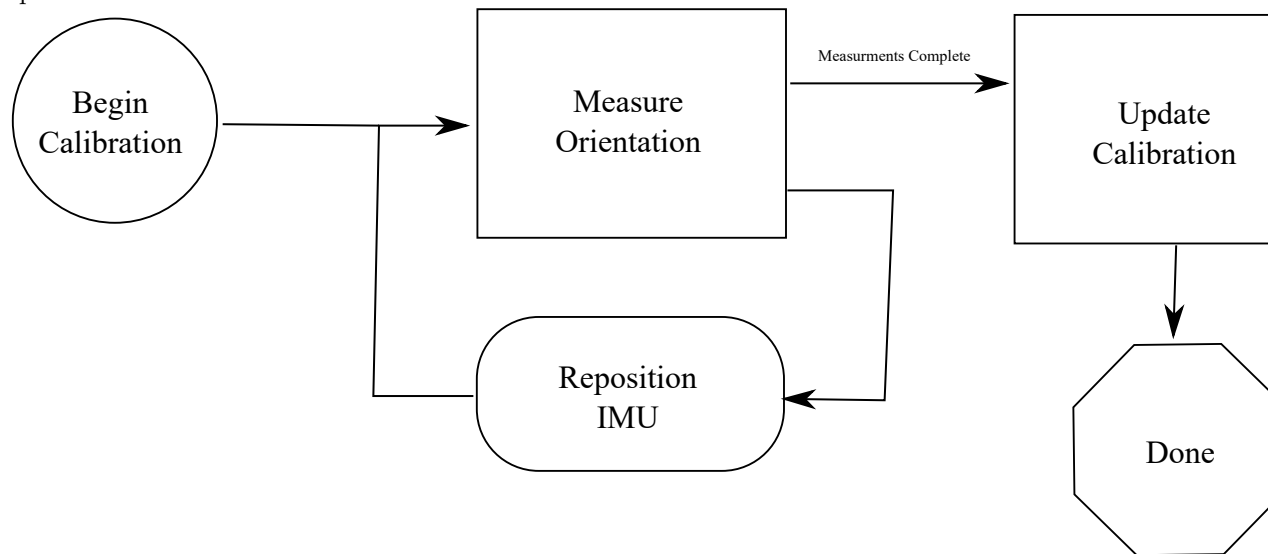 Begin
Calibration
Measure
Orientation
Measurments Complete
Update
Calibration
Reposition
IMU
Done